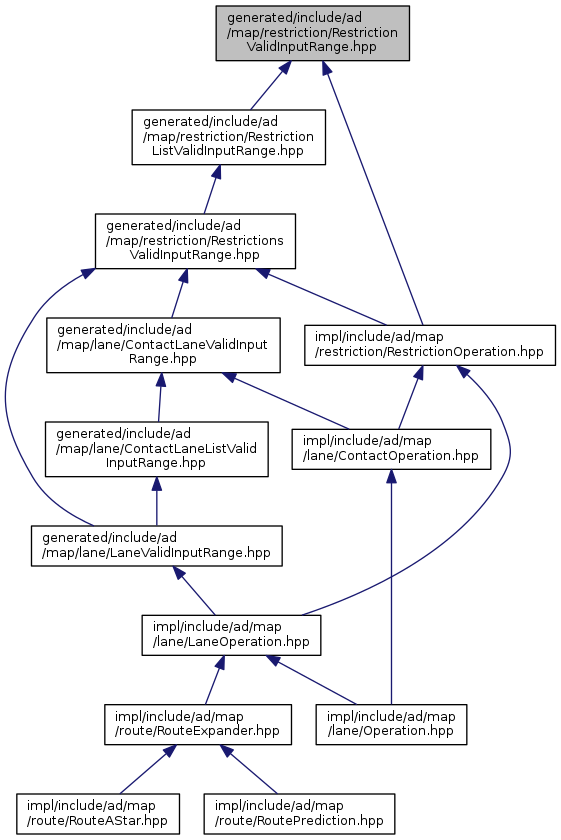 generated/include/ad
/map/restriction/Restriction
ValidInputRange.hpp
generated/include/ad
/map/restriction/Restriction
ListValidInputRange.hpp
generated/include/ad
/map/restriction/Restrictions
ValidInputRange.hpp
generated/include/ad
/map/lane/ContactLaneValidInput
Range.hpp
impl/include/ad/map
/restriction/RestrictionOperation.hpp
generated/include/ad
/map/lane/ContactLaneListValid
InputRange.hpp
impl/include/ad/map
/lane/ContactOperation.hpp
generated/include/ad
/map/lane/LaneValidInputRange.hpp
impl/include/ad/map
/lane/LaneOperation.hpp
impl/include/ad/map
/route/RouteExpander.hpp
impl/include/ad/map
/lane/Operation.hpp
impl/include/ad/map
/route/RouteAStar.hpp
impl/include/ad/map
/route/RoutePrediction.hpp